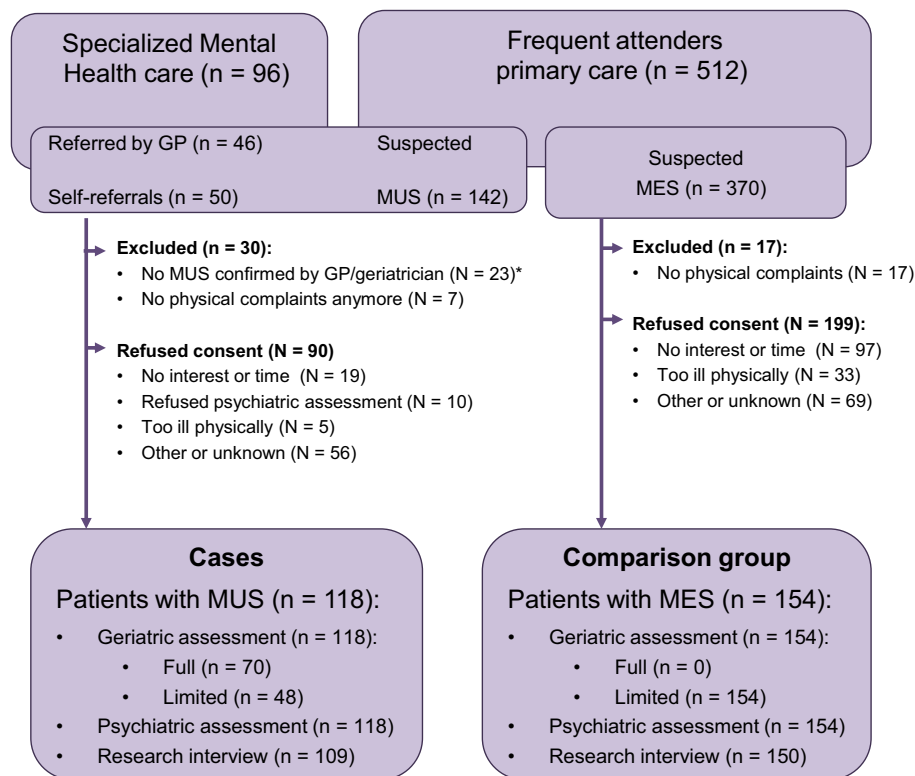 Specialized Mental
Health care (n = 96)
Frequent attenders
primary care (n = 512)
Referred by GP (n = 46)
Self-referrals (n = 50)
Suspected
MUS (n = 142)
Suspected
MES (n = 370)
Excluded (n = 30):
• No MUS confirmed by GP/geriatrician (N = 23)*
• No physical complaints anymore (N = 7)
Refused consent (N = 90)
• No interest or time (N = 19)
• Refused psychiatric assessment (N = 10)
• Too ill physically (N = 5)
• Other or unknown (N = 56)
Excluded (n = 17):
• No physical complaints (N = 17)
Refused consent (N = 199):
• No interest or time (N = 97)
• Too ill physically (N = 33)
• Other or unknown (N = 69)
Cases
Patients with MUS (n = 118):
• Geriatric assessment (n = 118):
• Full (n = 70)
• Limited (n = 48)
• Psychiatric assessment (n = 118)
• Research interview (n = 109)
Comparison group
Patients with MES (n = 154):
• Geriatric assessment (n = 154):
• Full (n = 0)
• Limited (n = 154)
• Psychiatric assessment (n = 154)
• Research interview (n = 150)